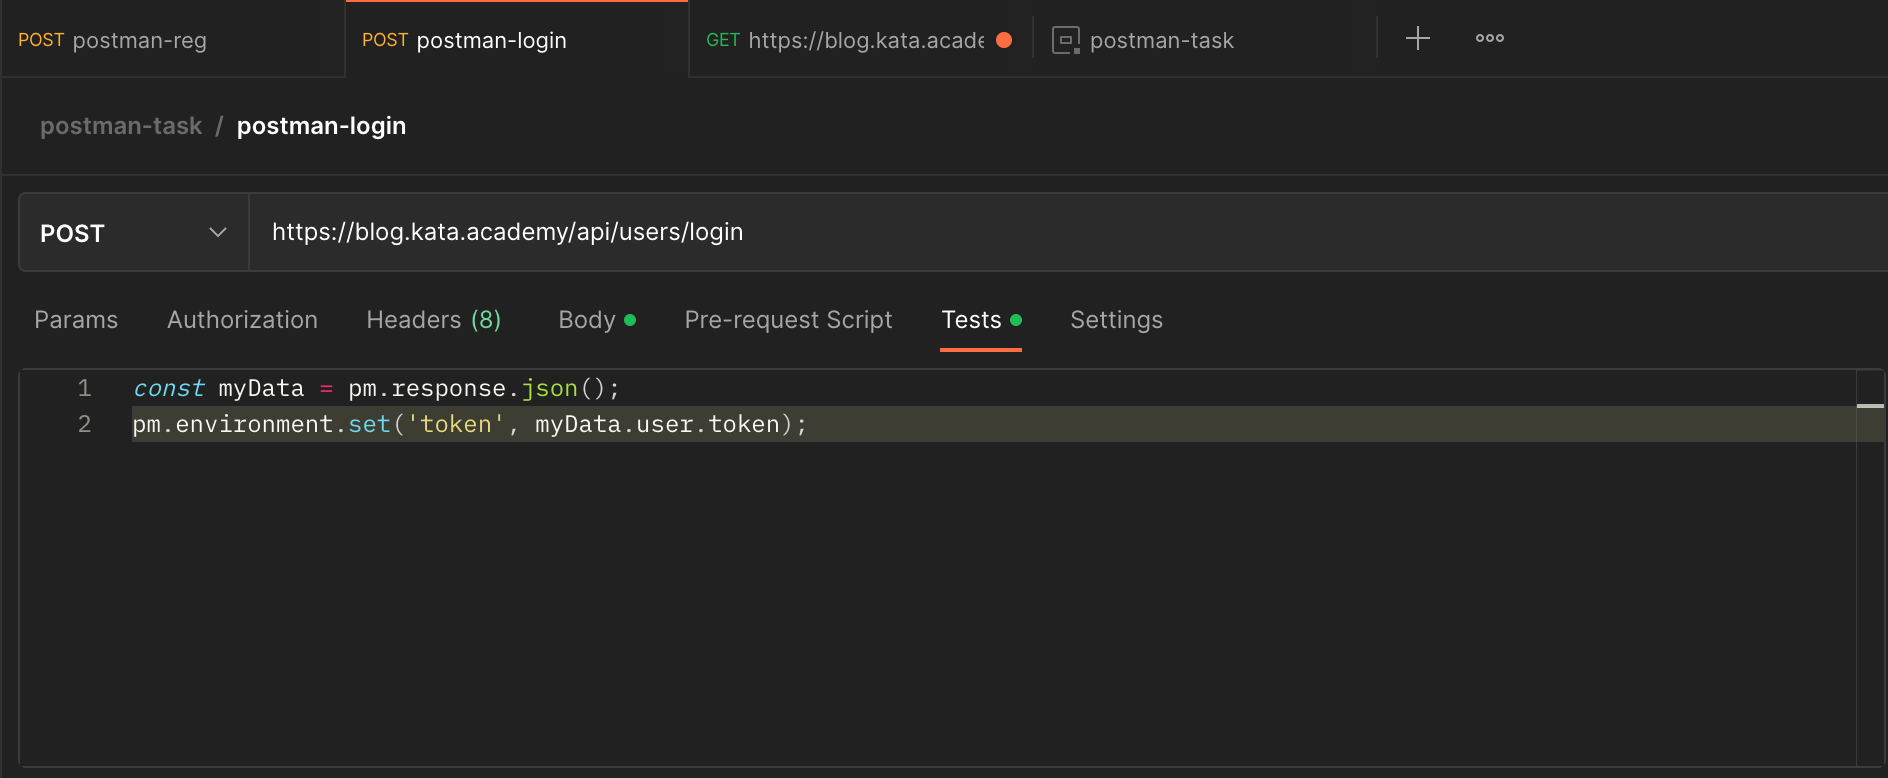 POST postman-reg POST postman-login GET https://blog.kata.acade postman-task
postman-task / postman-login
POST https://blog.kata.academy/api/users/login
Params Authorization Headers (8) Body Pre-request Script Tests Settings
1 const myData = pm.response.json();
2 pm.environment.set('token', myData.user.token);